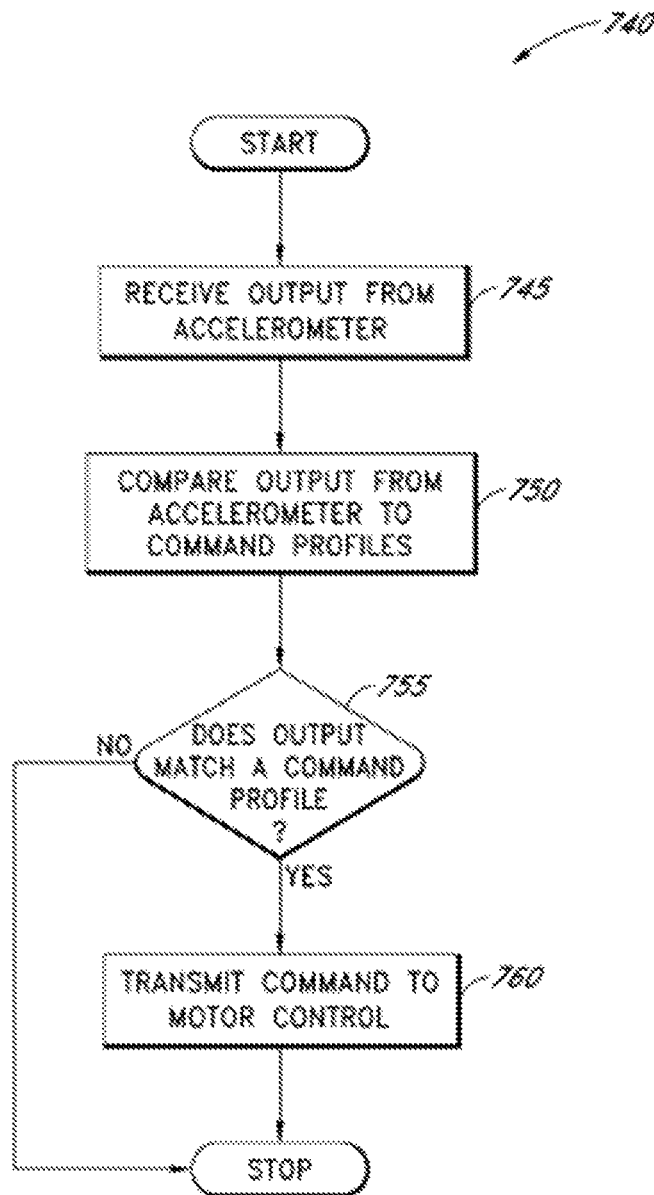 740
START
RECEIVE OUTPUT FROM
ACCELEROMETER
745
COMPARE OUTPUT FROM
ACCELEROMETER TO
COMMAND PROFILES
750
755
DOES OUTPUT
MATCH A COMMAND
PROFILE
?
NO
YES
TRANSMIT COMMAND TO
MOTOR CONTROL
760
STOP